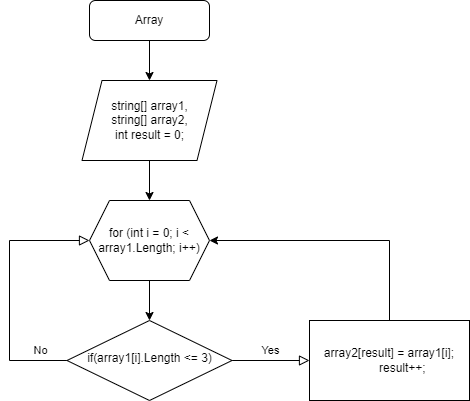 Array
string[] array1,
string[] array2,
int result = 0;
for (int i = 0; i <
array1.Length; i++)
if(array1[i].Length <= 3)
No
Yes
array2[result] = array1[i];
result++;